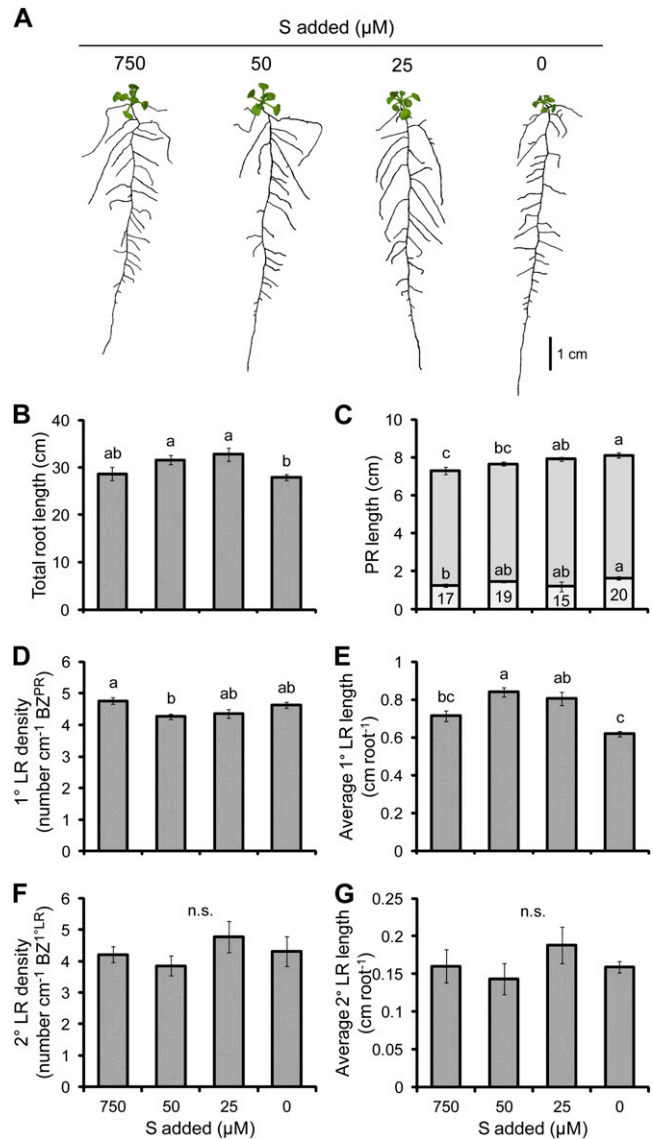 A
S added (µM)
750 50 25 0
1 cm
B
Total root length (cm)
40
30
20
10
0
ab a a b
C
PR length (cm)
10
8
6
4
2
0
c bc ab a
b ab ab a
17 19 15 20
D
1° LR density
(number cm⁻¹ BZᴾᴿ)
6
5
4
3
2
1
0
a b ab ab
E
Average 1° LR length
(cm root⁻¹)
1
0.8
0.6
0.4
0.2
0
bc a ab c
F
2° LR density
(number cm⁻¹ BZ¹°ᴸᴿ)
6
5
4
3
2
1
0
n.s.
750 50 25 0
S added (µM)
G
Average 2° LR length
(cm root⁻¹)
0.25
0.2
0.15
0.1
0.05
0
n.s.
750 50 25 0
S added (µM)